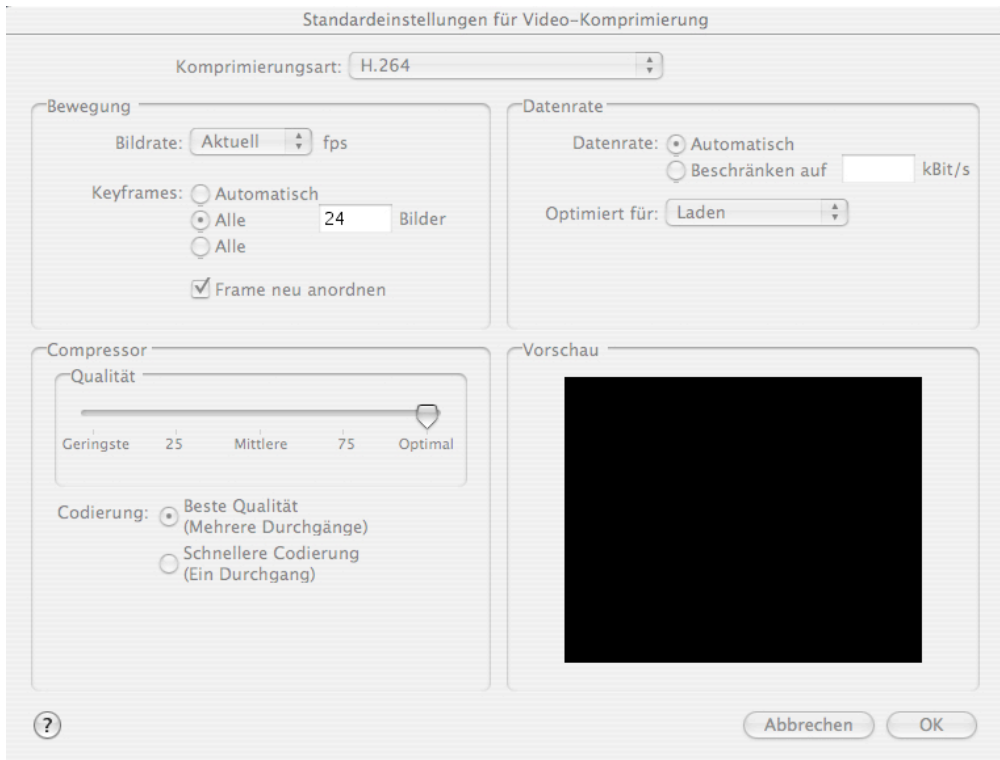 Standardeinstellungen für Video-Komprimierung
Komprimierungsart: H.264
Bewegung
Bildrate: Aktuell fps
Keyframes: Automatisch
Alle 24 Bilder
Alle
Frame neu anordnen
Datenrate
Datenrate: Automatisch
Beschränken auf kBit/s
Optimiert für: Laden
Compressor
Qualität
Geringste 25 Mittlere 75 Optimal
Codierung: Beste Qualität
(Mehrere Durchgänge)
Schnellere Codierung
(Ein Durchgang)
Vorschau
?
Abbrechen OK